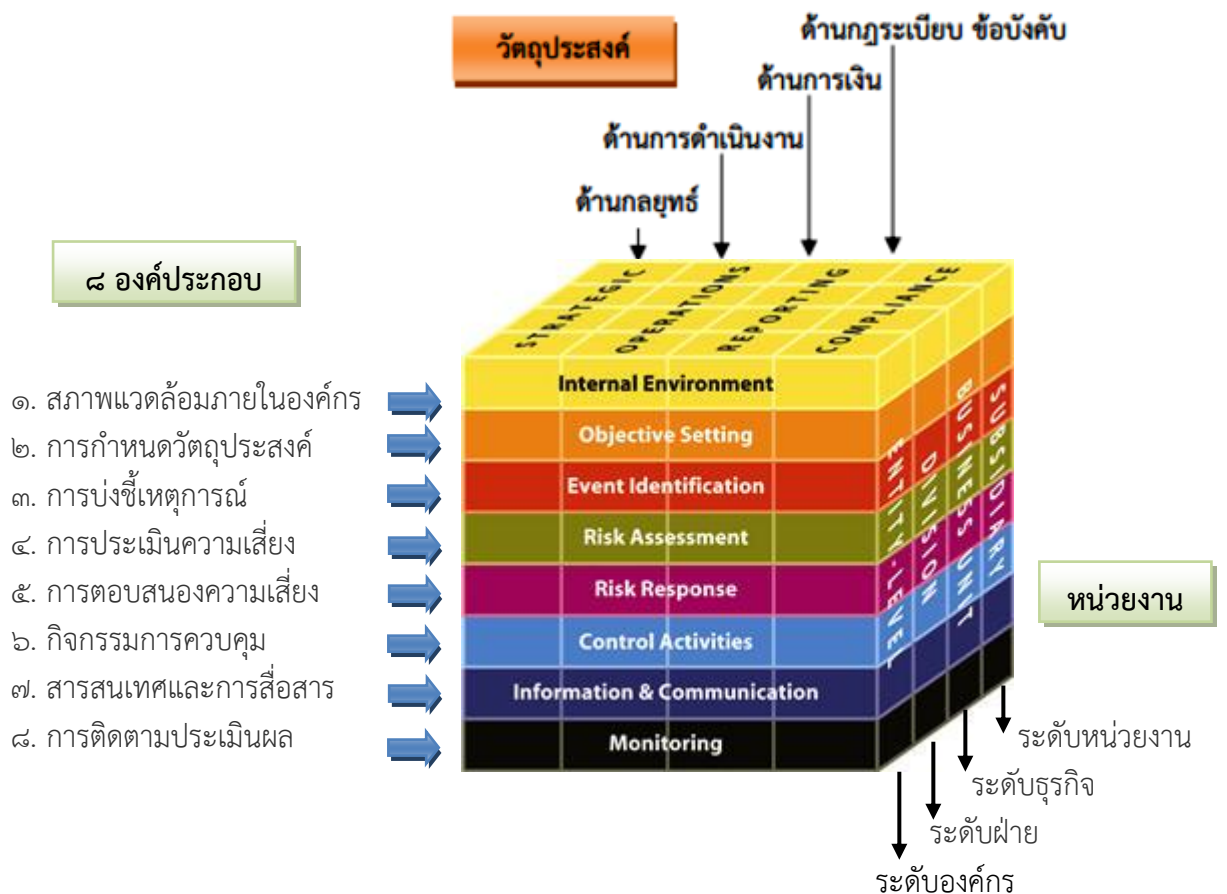 วัตถุประสงค์
ด้านกฎระเบียบ ข้อบังคับ
ด้านการเงิน
ด้านการดำเนินงาน
ด้านกลยุทธ์
๘ องค์ประกอบ
STRATEGIC
OPERATIONS
REPORTING
COMPLIANCE
๑. สภาพแวดล้อมภายในองค์กร
๒. การกำหนดวัตถุประสงค์
๓. การบ่งชี้เหตุการณ์
๔. การประเมินความเสี่ยง
๕. การตอบสนองความเสี่ยง
๖. กิจกรรมการควบคุม
๗. สารสนเทศและการสื่อสาร
๘. การติดตามประเมินผล
Internal Environment
Objective Setting
Event Identification
Risk Assessment
Risk Response
Control Activities
Information & Communication
Monitoring
ENTITY-LEVEL
DIVISION
BUSINESS UNIT
SUBSIDIARY
หน่วยงาน
ระดับหน่วยงาน
ระดับธุรกิจ
ระดับฝ่าย
ระดับองค์กร